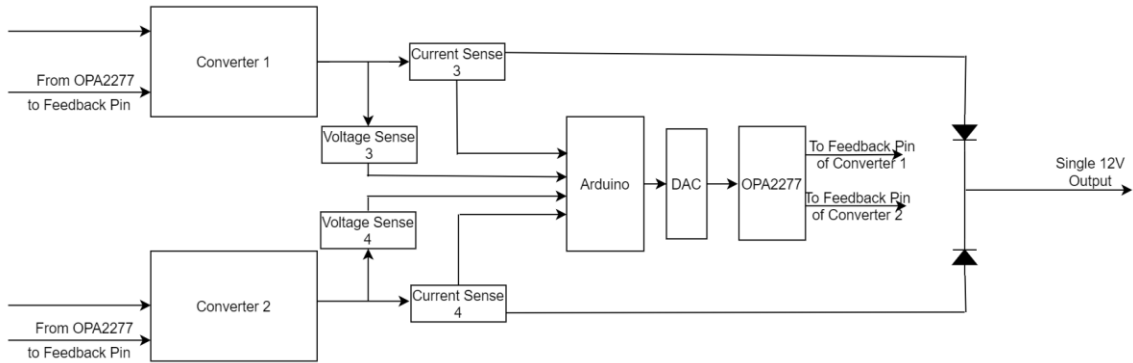 Converter 1
From OPA2277
to Feedback Pin
Current Sense
3
Voltage Sense
3
Arduino
DAC
OPA2277
To Feedback Pin
of Converter 1
To Feedback Pin
of Converter 2
Single 12V
Output
Voltage Sense
4
Converter 2
Current Sense
4
From OPA2277
to Feedback Pin